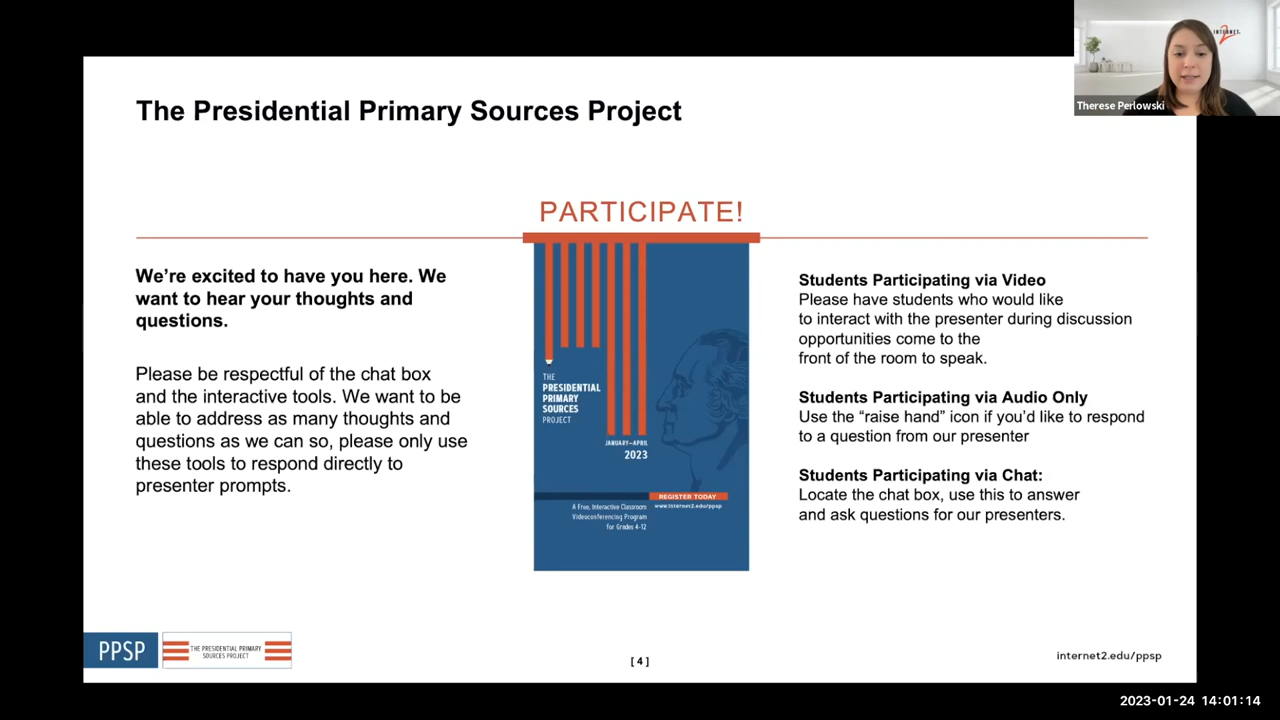 INTERNET
2
Therese Perlowski
The Presidential Primary Sources Project
PARTICIPATE!
We’re excited to have you here. We
want to hear your thoughts and
questions.
Please be respectful of the chat box
and the interactive tools. We want to be
able to address as many thoughts and
questions as we can so, please only use
these tools to respond directly to
presenter prompts.
THE
PRESIDENTIAL
PRIMARY
SOURCES
PROJECT
JANUARY–APRIL
2023
REGISTER TODAY
www.internet2.edu/ppsp
A Free, Interactive Classroom
Videoconferencing Program
for Grades 4-12
Students Participating via Video
Please have students who would like
to interact with the presenter during discussion
opportunities come to the
front of the room to speak.
Students Participating via Audio Only
Use the “raise hand” icon if you’d like to respond
to a question from our presenter
Students Participating via Chat:
Locate the chat box, use this to answer
and ask questions for our presenters.
PPSP
THE PRESIDENTIAL PRIMARY
SOURCES PROJECT
[ 4 ]
internet2.edu/ppsp
2023-01-24 14:01:14